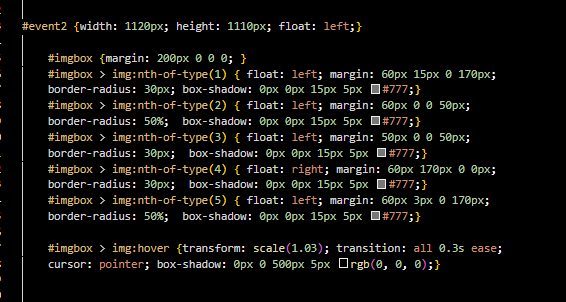 #event2 {width: 1120px; height: 1110px; float: left;}
#imgbox {margin: 200px 0 0 0; }
#imgbox > img:nth-of-type(1) { float: left; margin: 60px 15px 0 170px;
border-radius: 30px; box-shadow: 0px 0px 15px 5px #777;}
#imgbox > img:nth-of-type(2) { float: left; margin: 60px 0 0 50px;
border-radius: 50%; box-shadow: 0px 0px 15px 5px #777;}
#imgbox > img:nth-of-type(3) { float: left; margin: 50px 0 0 50px;
border-radius: 30px; box-shadow: 0px 0px 15px 5px #777;}
#imgbox > img:nth-of-type(4) { float: right; margin: 60px 170px 0 0px;
border-radius: 30px; box-shadow: 0px 0px 15px 5px #777;}
#imgbox > img:nth-of-type(5) { float: left; margin: 60px 3px 0 170px;
border-radius: 50%; box-shadow: 0px 0px 15px 5px #777;}
#imgbox > img:hover {transform: scale(1.03); transition: all 0.3s ease;
cursor: pointer; box-shadow: 0px 0 500px 5px rgb(0, 0, 0);}